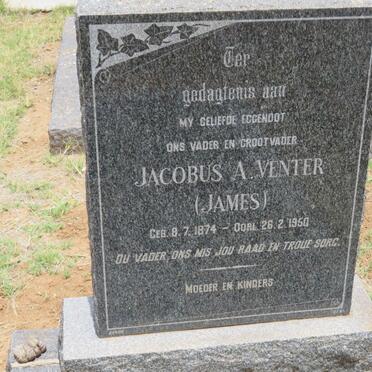 Ter
gedagtenis aan
MY GELIEFDE EGGENOOT
ONS VADER EN GROOTVADER
JACOBUS A. VENTER
(JAMES)
GEB. 8.7.1874 — OORL. 26.2.1950
OU VADER, ONS MIS JOU RAAD EN TROUE SORG.
MOEDER EN KINDERS